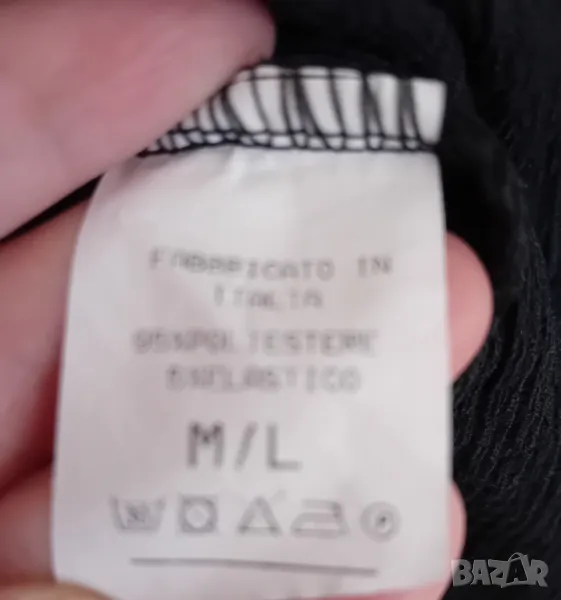 FABBRICATO IN
ITALIA
95%POLIESTERE
5%ELASTICO
M/L
P
BAZAR